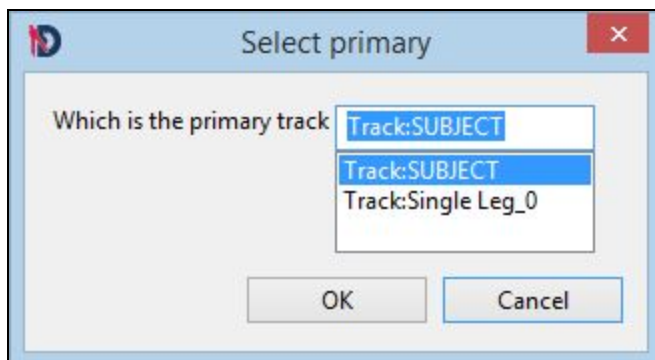 Select primary
Which is the primary track Track:SUBJECT
Track:SUBJECT
Track:Single Leg_0
OK Cancel